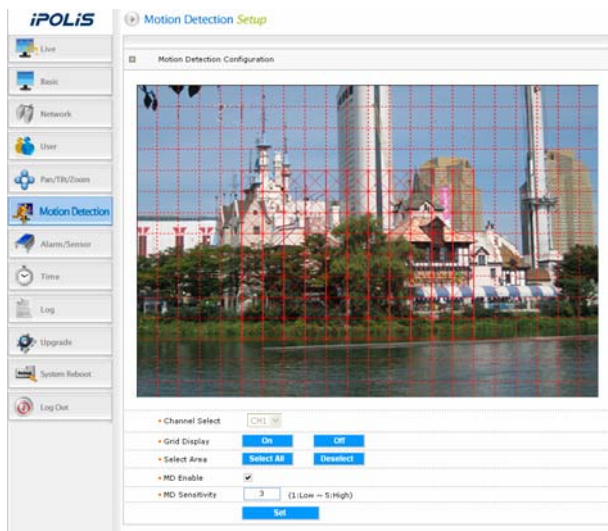 iPOLiS
Motion Detection Setup
Live
Motion Detection Configuration
Basic
Network
User
Pan/Tilt/Zoom
Motion Detection
Alarm/Sensor
Time
Log
Upgrade
System Reboot
Log Out
Channel Select CH1
Grid Display On Off
Select Area Select All Deselect
MD Enable
MD Sensitivity 3 (1:Low ~ 5:High)
Set